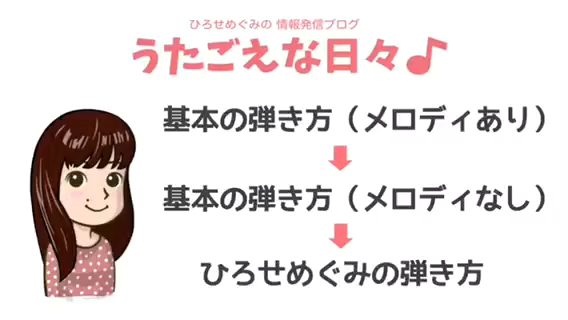 ひろせめぐみの 情報発信ブログ
うたごえな日々♪
基本の弾き方（メロディあり）
基本の弾き方（メロディなし）
ひろせめぐみの弾き方